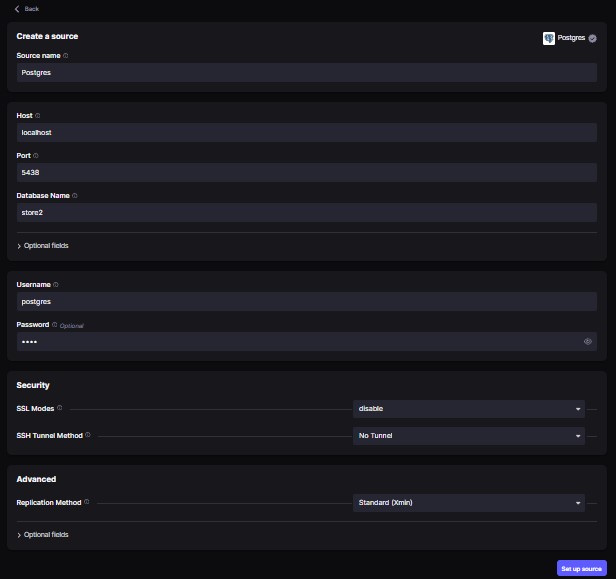 Back
Create a source
Postgres
Source name
Postgres
Host
localhost
Port
5438
Database Name
store2
Optional fields
Username
postgres
Password Optional
••••
Security
SSL Modes disable
SSH Tunnel Method No Tunnel
Advanced
Replication Method Standard (Xmin)
Optional fields
Set up source